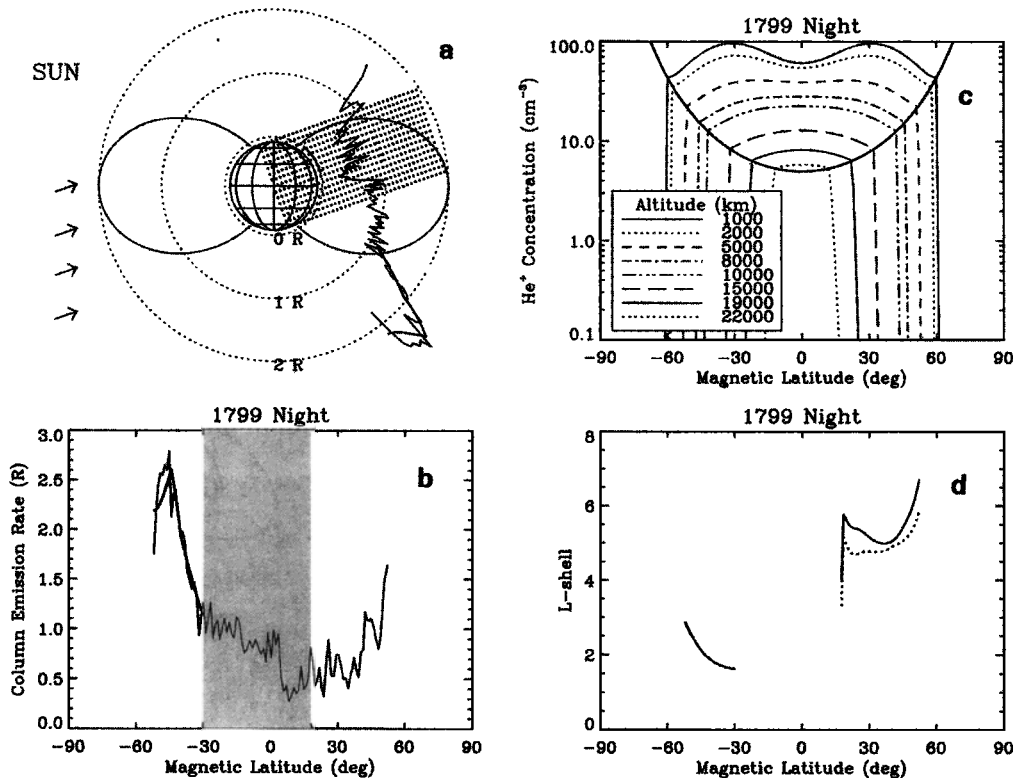 a
SUN
0 R
1 R
2 R
1799 Night
He+ Concentration (cm-3)
100.0
10.0
1.0
0.1
c
Altitude (km)
1000
2000
5000
8000
10000
15000
19000
22000
-90 -60 -30 0 30 60 90
Magnetic Latitude (deg)
1799 Night
Column Emission Rate (R)
3.0
2.5
2.0
1.5
1.0
0.5
0.0
b
-90 -60 -30 0 30 60 90
Magnetic Latitude (deg)
1799 Night
L-shell
8
6
4
2
0
d
-90 -60 -30 0 30 60 90
Magnetic Latitude (deg)